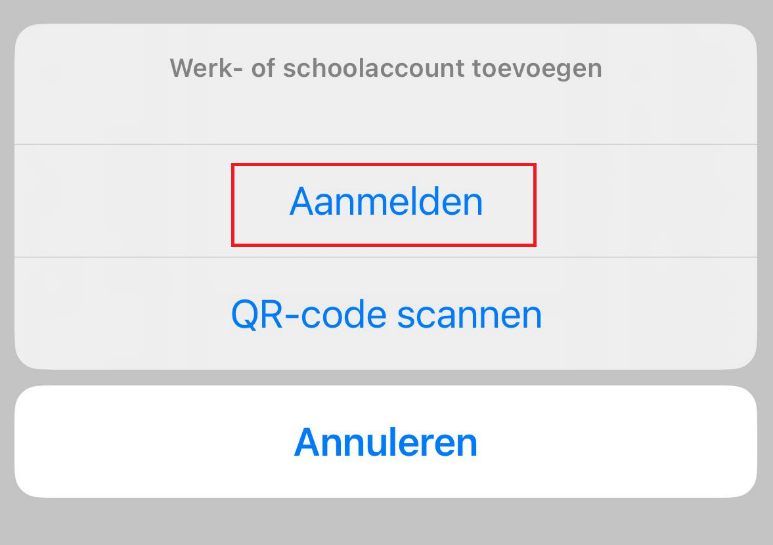 Werk- of schoolaccount toevoegen
Aanmelden
QR-code scannen
Annuleren